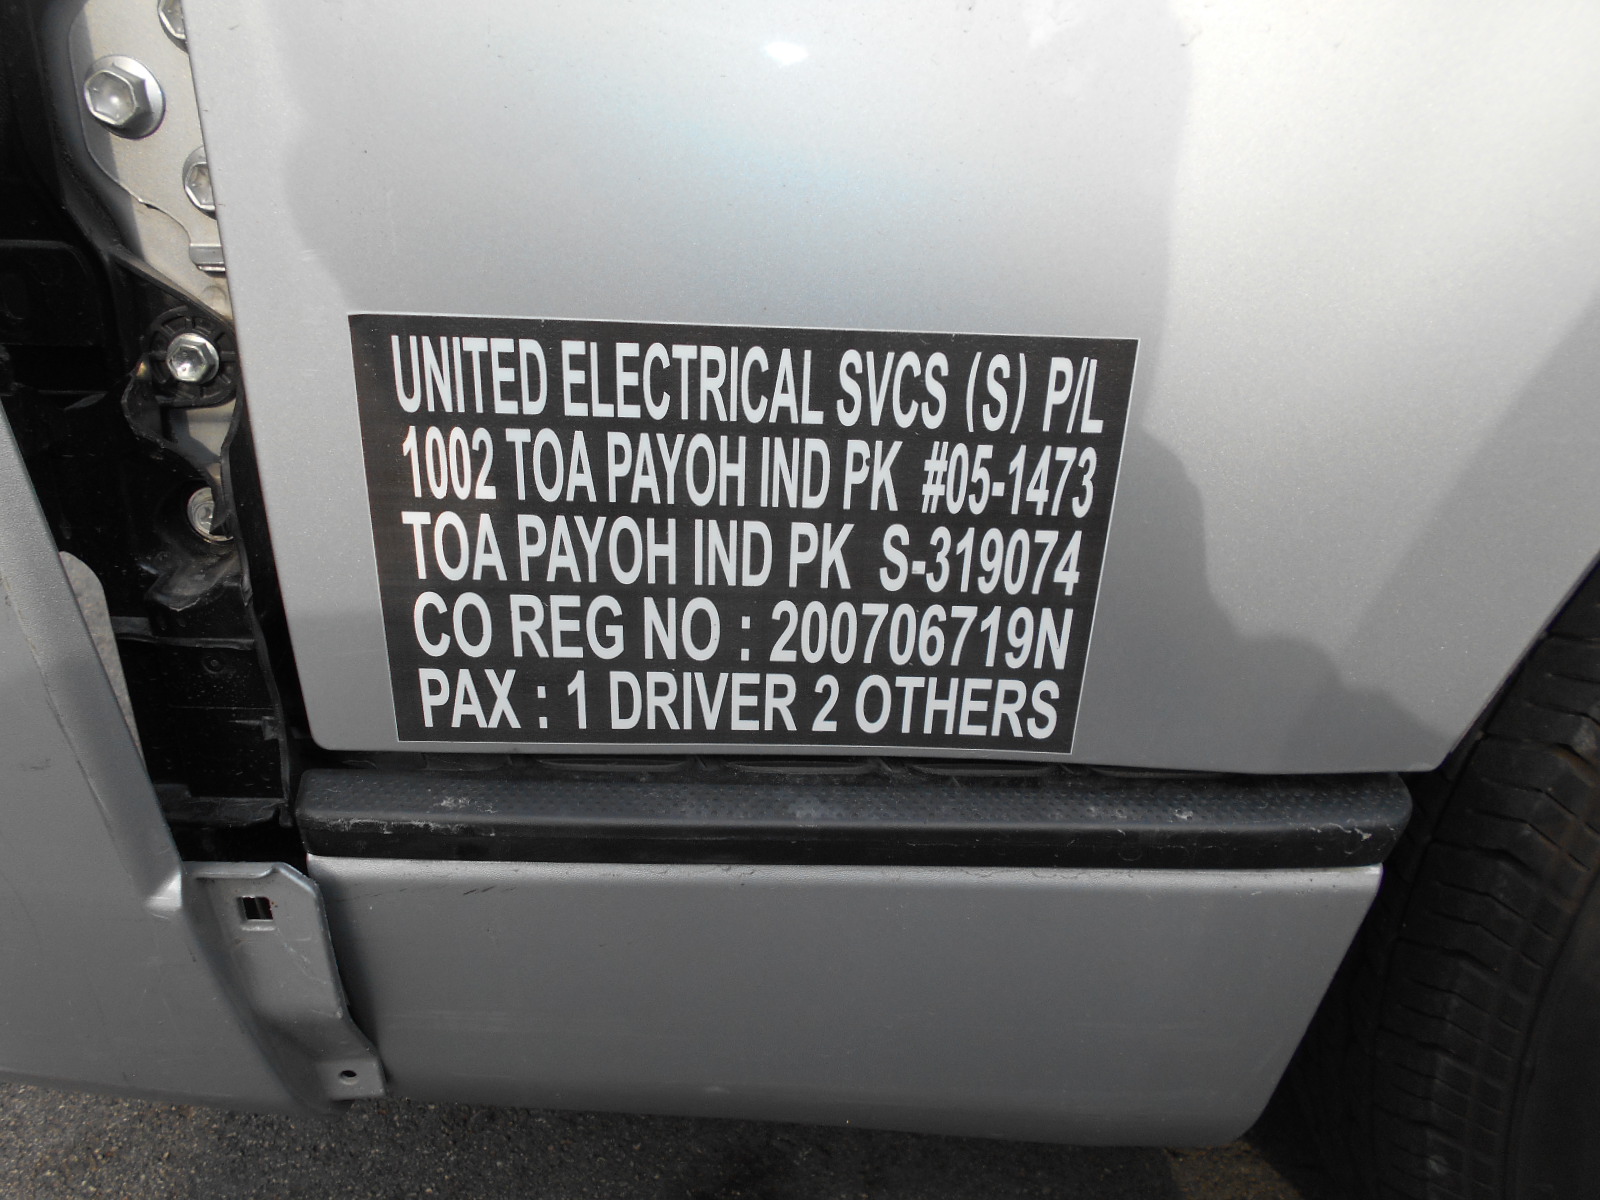 UNITED ELECTRICAL SVCS (S) P/L
1002 TOA PAYOH IND PK #05-1473
TOA PAYOH IND PK S-319074
CO REG NO : 200706719N
PAX : 1 DRIVER 2 OTHERS